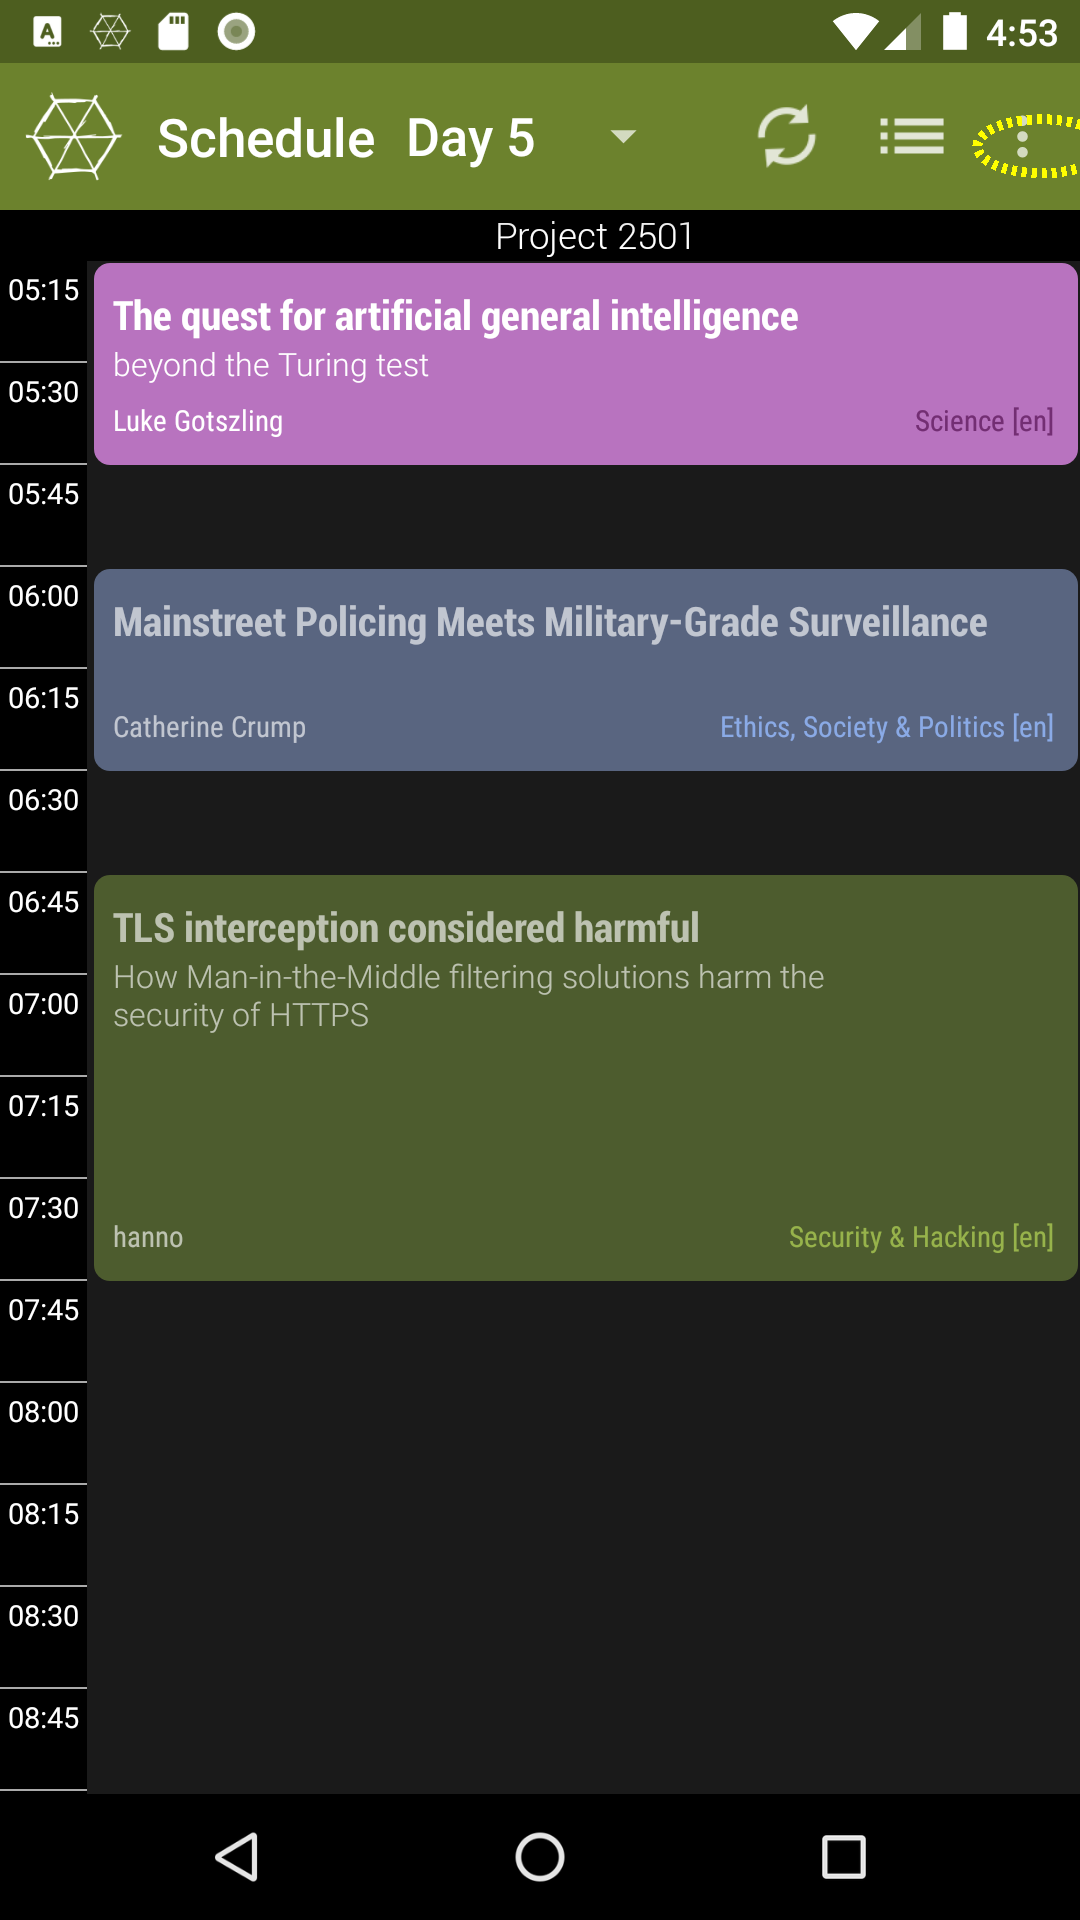 4:53
Schedule Day 5
Project 2501
05:15
The quest for artificial general intelligence
beyond the Turing test
05:30
Luke Gotszling Science [en]
05:45
06:00
Mainstreet Policing Meets Military-Grade Surveillance
06:15
Catherine Crump Ethics, Society & Politics [en]
06:30
06:45
TLS interception considered harmful
How Man-in-the-Middle filtering solutions harm the
security of HTTPS
07:00
07:15
07:30
hanno Security & Hacking [en]
07:45
08:00
08:15
08:30
08:45